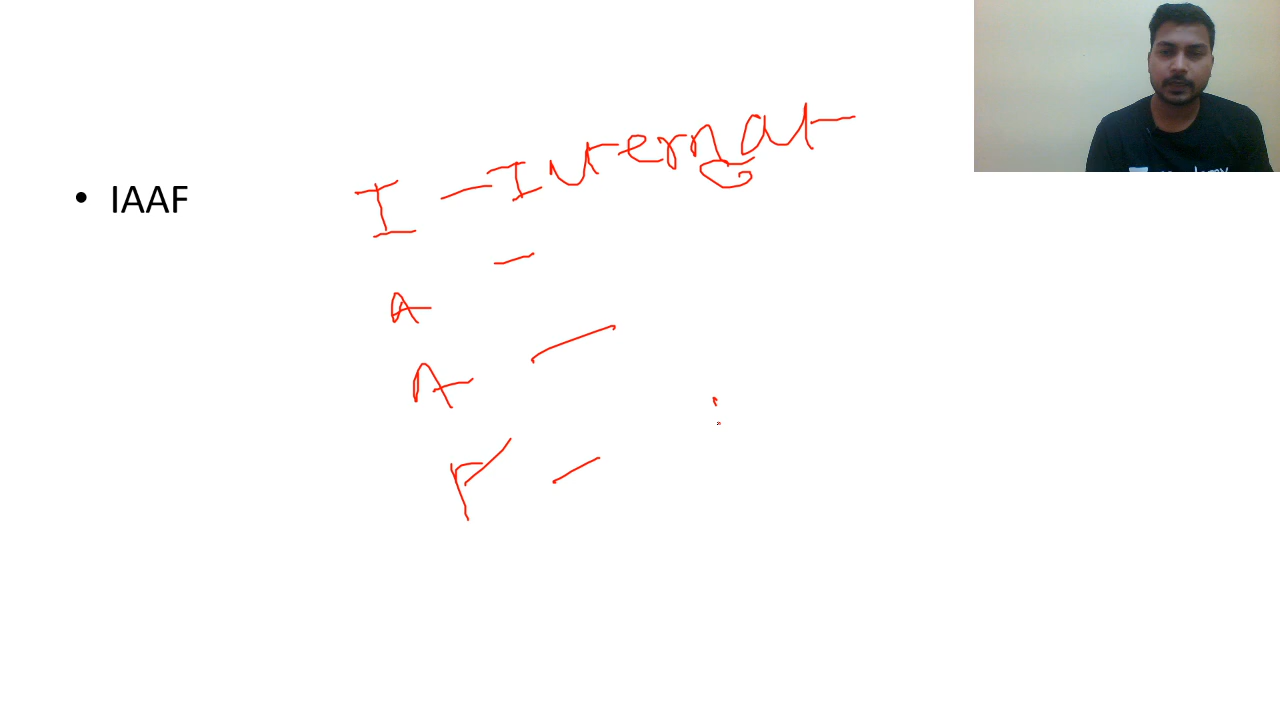 • IAAF
I - Internat
A -
A -
F -